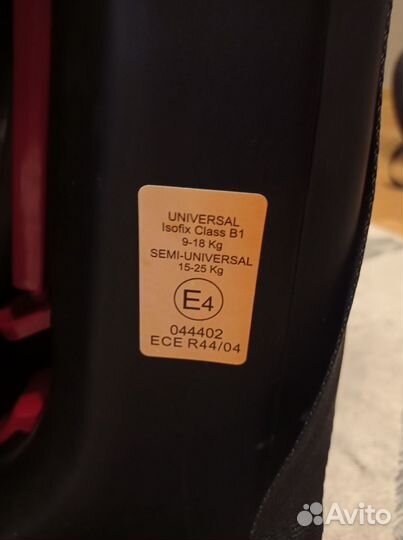 UNIVERSAL
Isofix Class B1
9-18 Kg
SEMI-UNIVERSAL
15-25 Kg
E4
044402
ECE R44/04
Avito